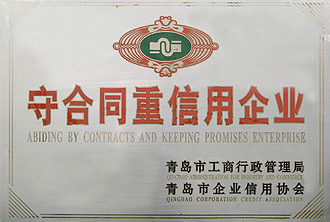 守合同重信用企业
ABIDING BY CONTRACTS AND KEEPING PROMISES ENTERPRISE
青岛市工商行政管理局
QINGDAO ADMINISTRATION FOR INDUSTRY AND COMMERCE
青岛市企业信用协会
QINGDAO CORPORATION CREDIT ASSOCIATION